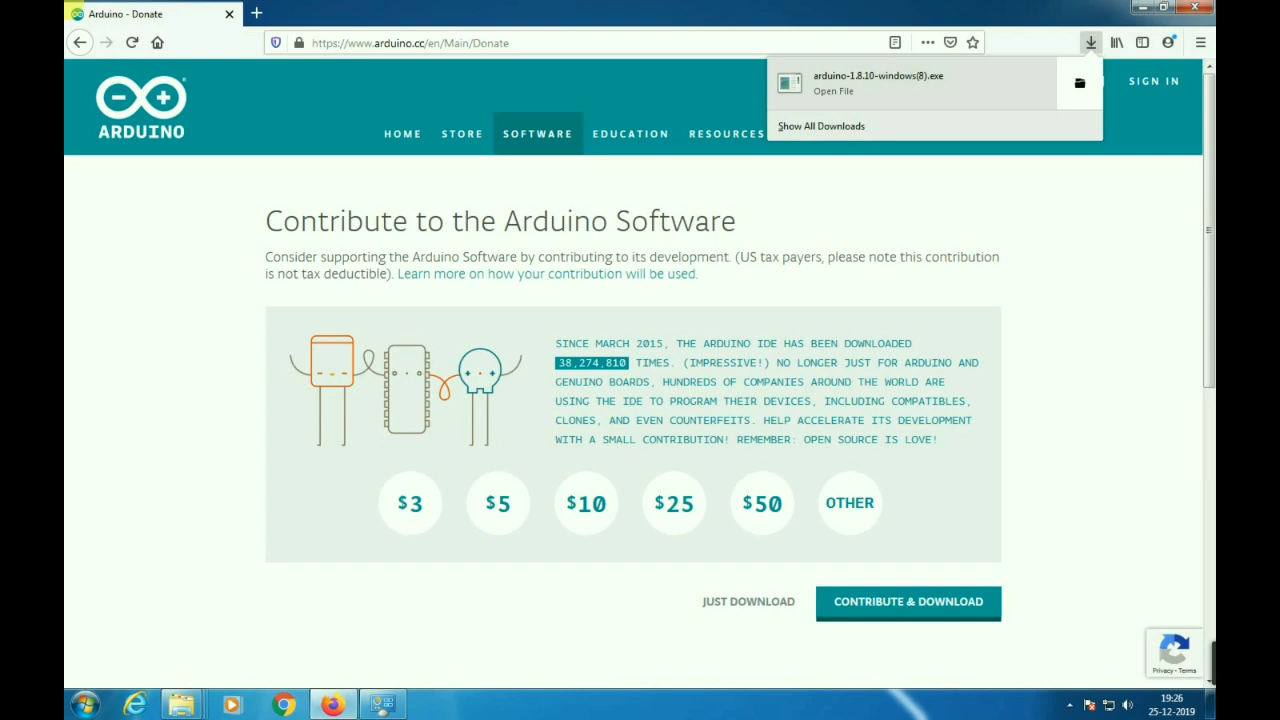 Arduino - Donate
https://www.arduino.cc/en/Main/Donate
arduino-1.8.10-windows(8).exe
Open File
Show All Downloads
SIGN IN
ARDUINO
HOME
STORE
SOFTWARE
EDUCATION
RESOURCES
Contribute to the Arduino Software
Consider supporting the Arduino Software by contributing to its development. (US tax payers, please note this contribution
is not tax deductible). Learn more on how your contribution will be used.
SINCE MARCH 2015, THE ARDUINO IDE HAS BEEN DOWNLOADED
38,274,810 TIMES. (IMPRESSIVE!) NO LONGER JUST FOR ARDUINO AND
GENUINO BOARDS, HUNDREDS OF COMPANIES AROUND THE WORLD ARE
USING THE IDE TO PROGRAM THEIR DEVICES, INCLUDING COMPATIBLES,
CLONES, AND EVEN COUNTERFEITS. HELP ACCELERATE ITS DEVELOPMENT
WITH A SMALL CONTRIBUTION! REMEMBER: OPEN SOURCE IS LOVE!
$3
$5
$10
$25
$50
OTHER
JUST DOWNLOAD
CONTRIBUTE & DOWNLOAD
Privacy - Terms
19:26
25-12-2019